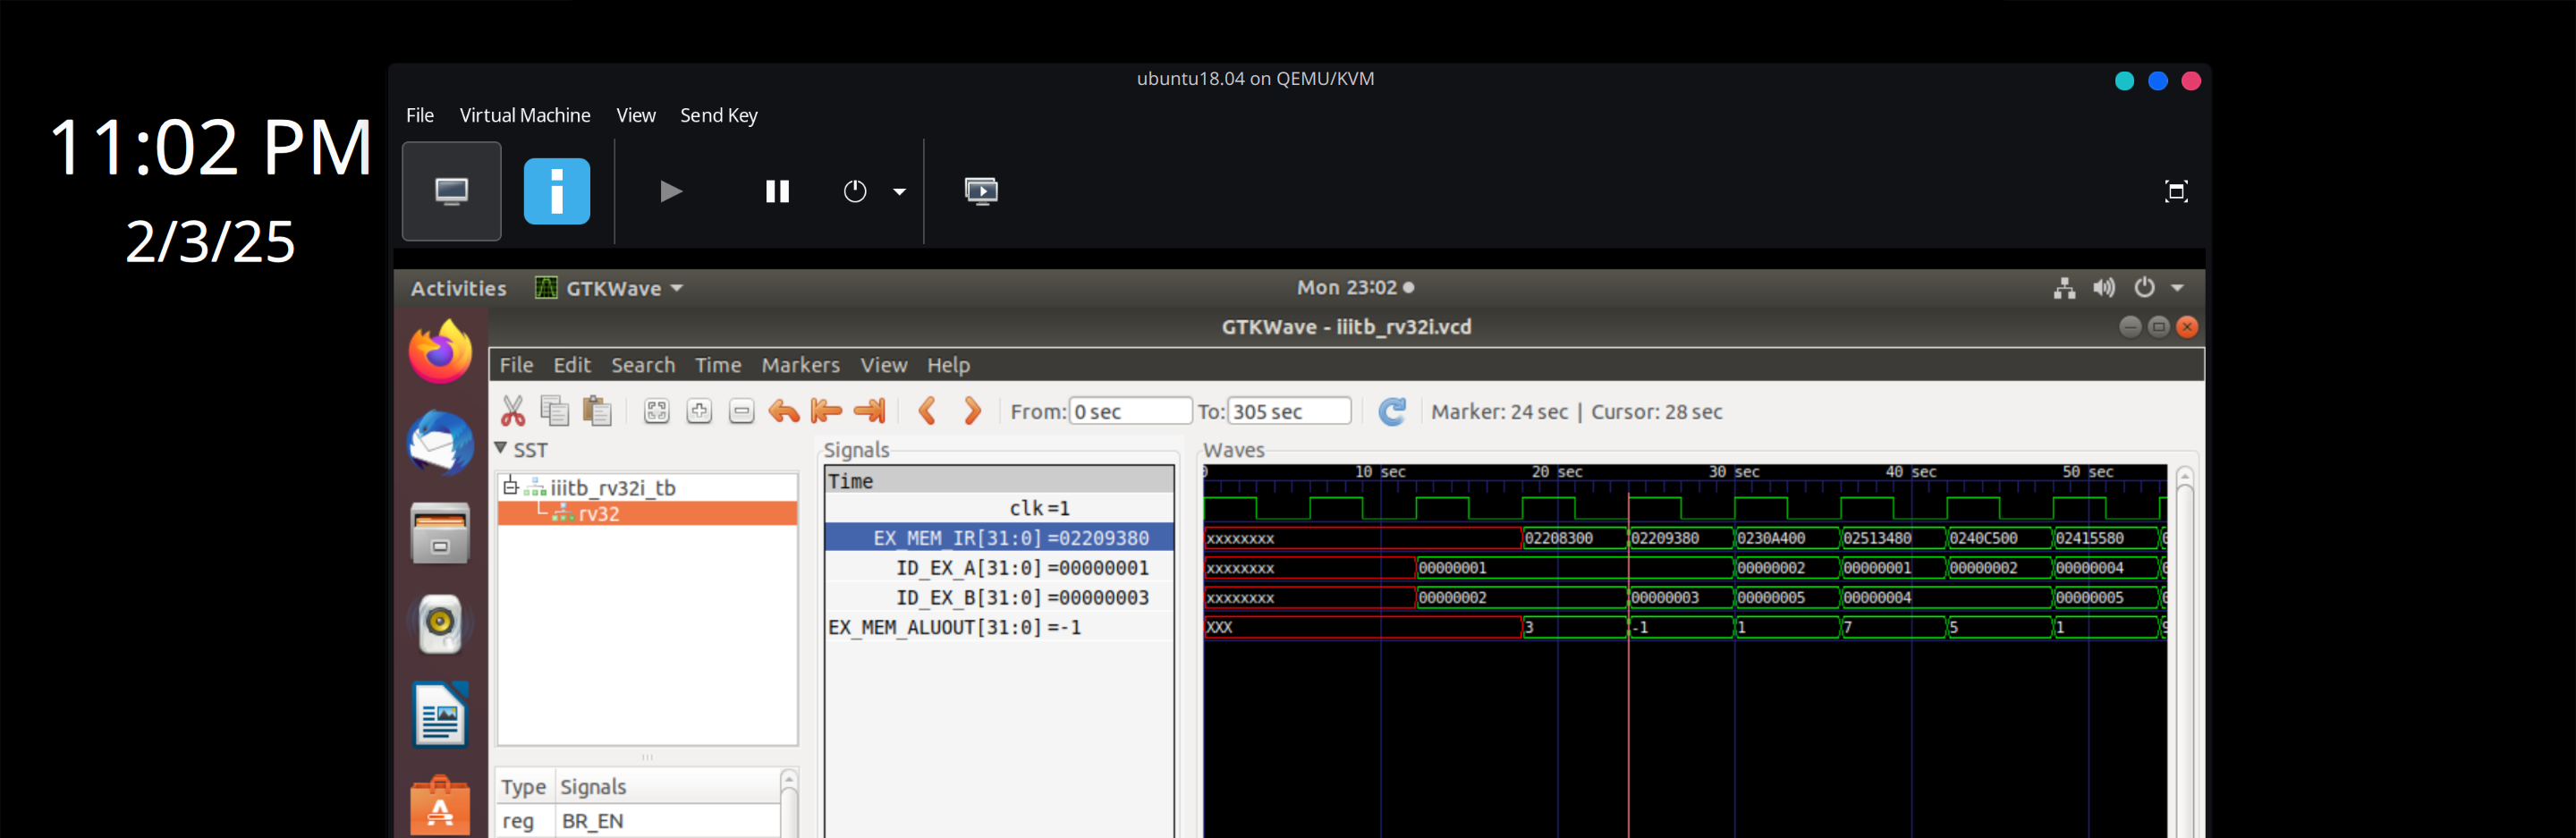 ubuntu18.04 on QEMU/KVM
File Virtual Machine View Send Key
11:02 PM
2/3/25
Activities GTKWave Mon 23:02
GTKWave - iiitb_rv32i.vcd
File Edit Search Time Markers View Help
From: 0 sec To: 305 sec Marker: 24 sec | Cursor: 28 sec
SST
iiitb_rv32i_tb
rv32
Type Signals
reg BR_EN
Signals
Time
clk=1
EX_MEM_IR[31:0]=02209380
ID_EX_A[31:0]=00000001
ID_EX_B[31:0]=00000003
EX_MEM_ALUOUT[31:0]=-1
Waves
0 10 sec 20 sec 30 sec 40 sec 50 sec
xxxxxxxx 02208300 02209380 0230A400 02513480 0240C500 02415580
xxxxxxxx 00000001 00000002 00000001 00000002 00000004
xxxxxxxx 00000002 00000003 00000005 00000004 00000005
XXX 3 -1 1 7 5 1